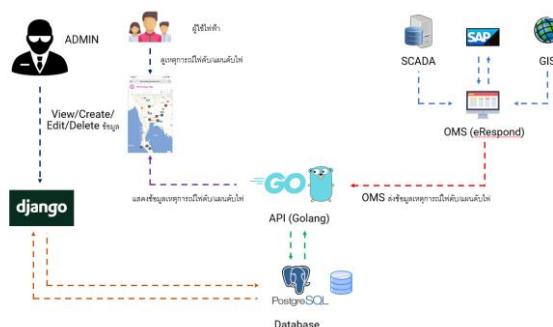 ADMIN
ผู้ใช้ไฟฟ้า
ดูเหตุการณ์ไฟดับ/แผนดับไฟ
SCADA
SAP
GIS
View/Create/
Edit/Delete ข้อมูล
OMS (eRespond)
django
แสดงข้อมูลเหตุการณ์ไฟดับ/แผนดับไฟ
GO
API (Golang)
OMS ส่งข้อมูลเหตุการณ์ไฟดับ/แผนดับไฟ
PostgreSQL
Database